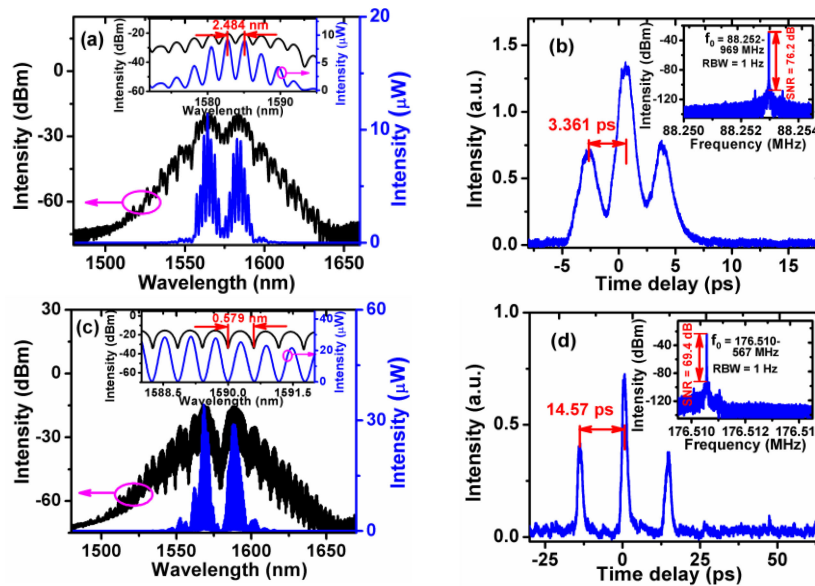 (a)
Intensity (dBm)
30
0
-30
-60
1500
1550
1600
1650
Wavelength (nm)
20
10
0
Intensity (μW)
Intensity (dBm)
0
-20
-40
-60
2.484 nm
10
5
0
Intensity (μW)
1580
1590
Wavelength (nm)
(b)
Intensity (a.u.)
1.5
1.0
0.5
0.0
-5
0
5
10
15
Time delay (ps)
3.361 ps
Intensity (dBm)
-40
-80
-120
f₀ = 88.252-
969 MHz
RBW = 1 Hz
SNR = 76.2 dB
88.250
88.252
88.254
Frequency (MHz)
(c)
Intensity (dBm)
30
0
-30
-60
1500
1550
1600
1650
Wavelength (nm)
60
30
0
Intensity (μW)
Intensity (dBm)
0
-20
-40
-60
0.579 nm
40
20
0
Intensity (μW)
1588.5
1590.0
1591.5
Wavelength (nm)
(d)
Intensity (a.u.)
1.0
0.5
0.0
-25
0
25
50
Time delay (ps)
14.57 ps
Intensity (dBm)
-40
-80
-120
SNR = 69.4 dB
f₀ = 176.510-
567 MHz
RBW = 1 Hz
176.510
176.512
176.51
Frequency (MHz)